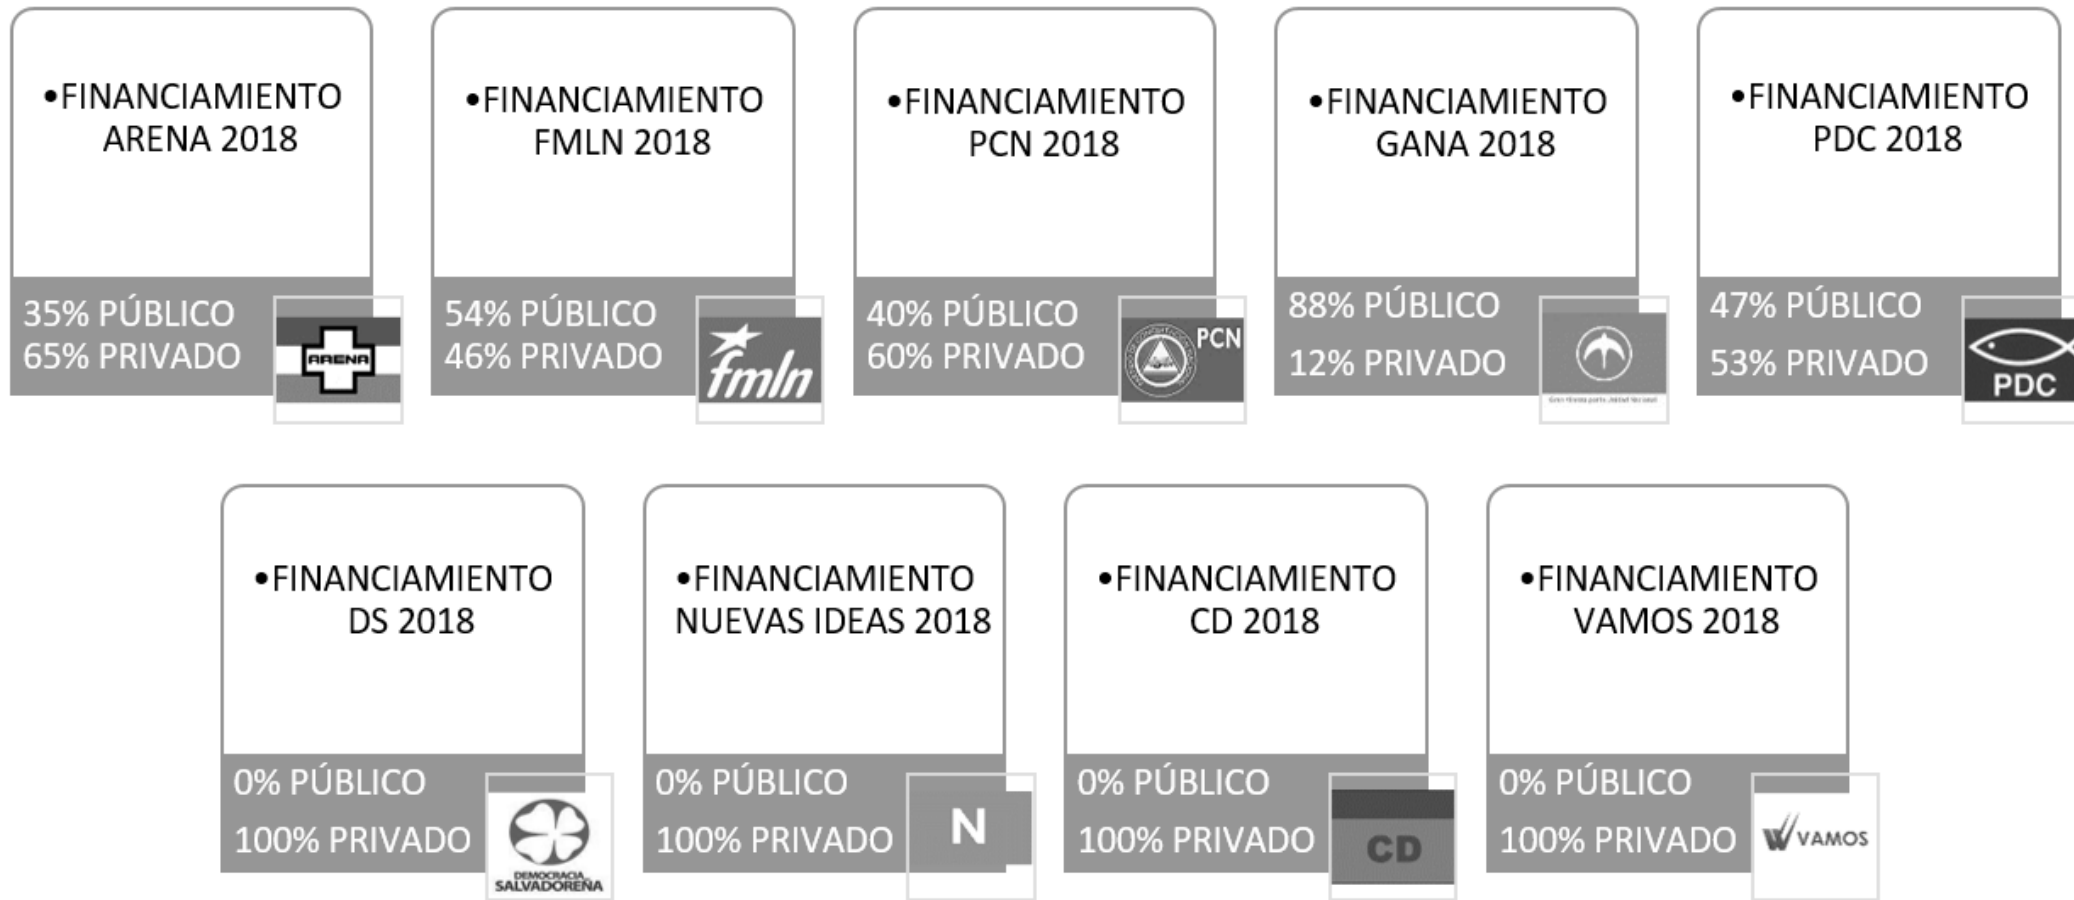 •FINANCIAMIENTO
ARENA 2018
35% PÚBLICO
65% PRIVADO
ARENA
•FINANCIAMIENTO
FMLN 2018
54% PÚBLICO
46% PRIVADO
fmln
•FINANCIAMIENTO
PCN 2018
40% PÚBLICO
60% PRIVADO
PCN
•FINANCIAMIENTO
GANA 2018
88% PÚBLICO
12% PRIVADO
•FINANCIAMIENTO
PDC 2018
47% PÚBLICO
53% PRIVADO
PDC
•FINANCIAMIENTO
DS 2018
0% PÚBLICO
100% PRIVADO
DEMOCRACIA
SALVADOREÑA
•FINANCIAMIENTO
NUEVAS IDEAS 2018
0% PÚBLICO
100% PRIVADO
N
•FINANCIAMIENTO
CD 2018
0% PÚBLICO
100% PRIVADO
CD
•FINANCIAMIENTO
VAMOS 2018
0% PÚBLICO
100% PRIVADO
VAMOS